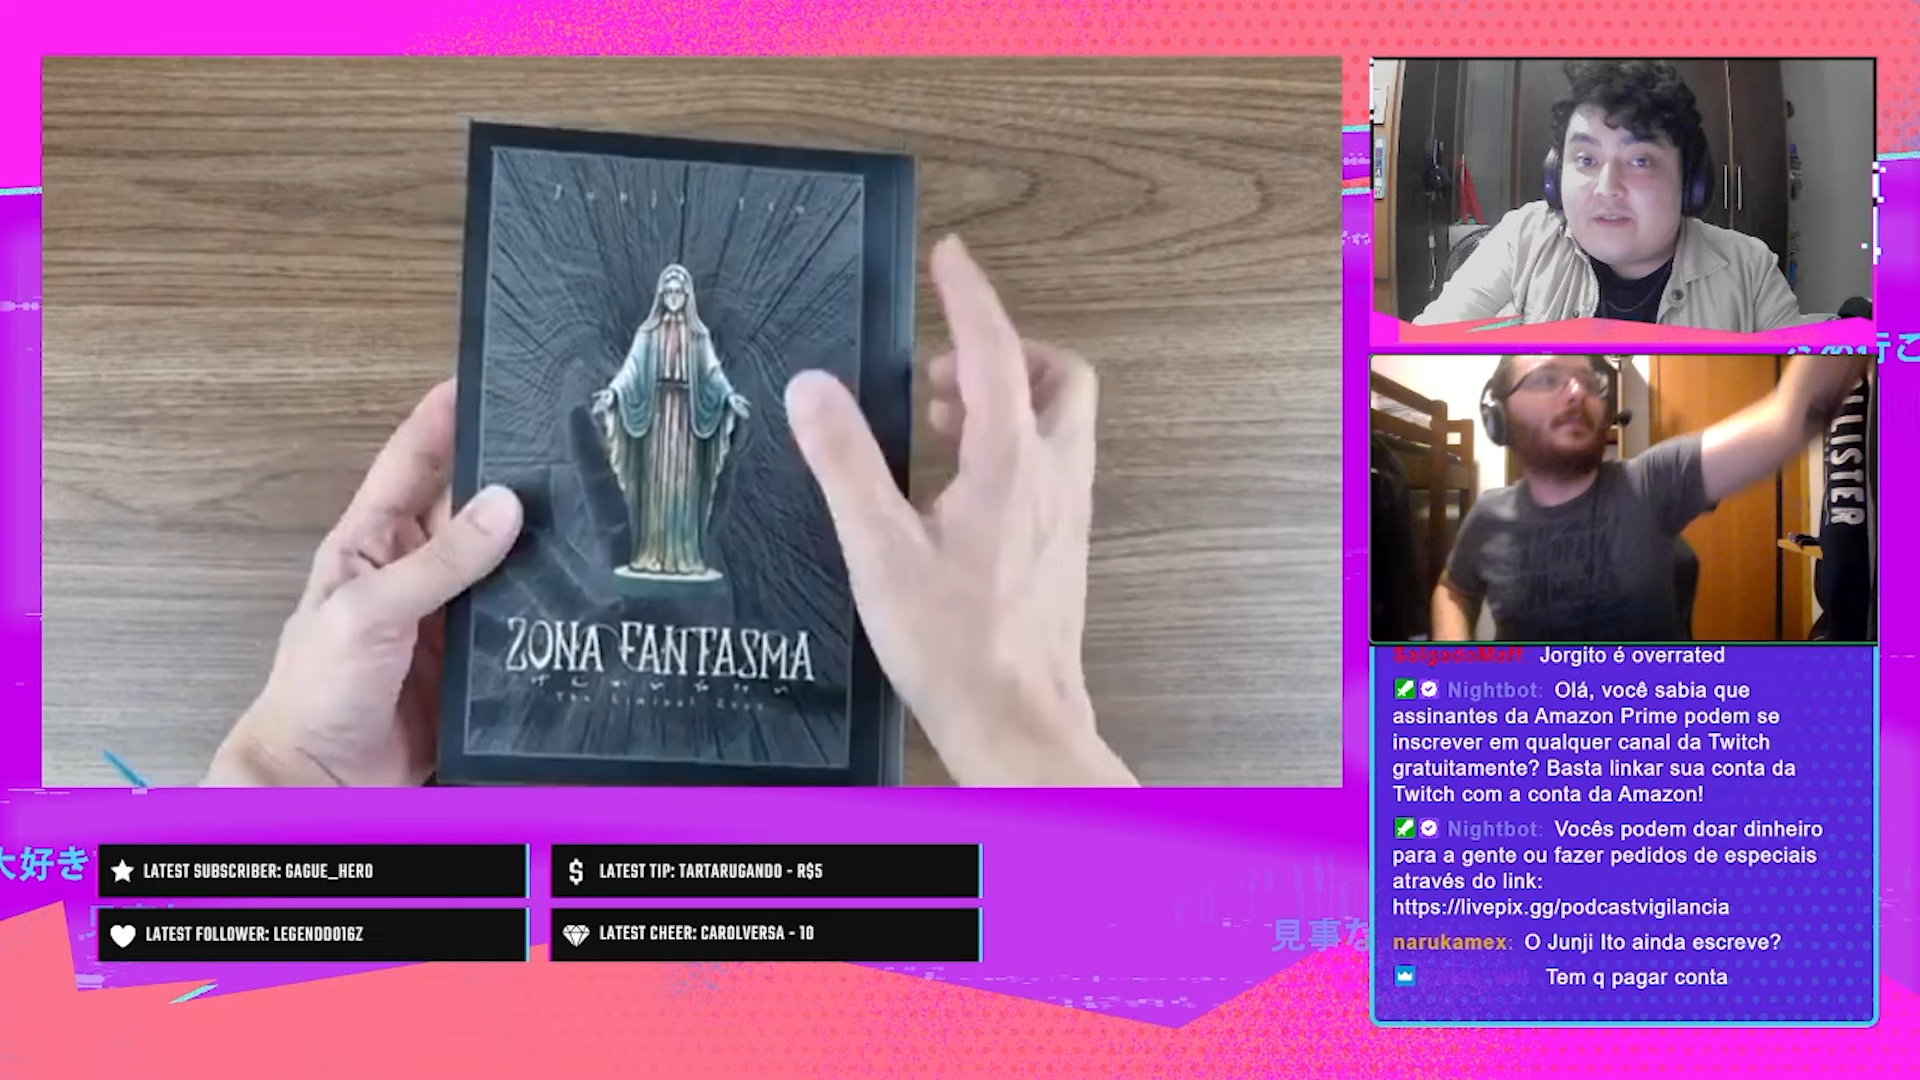 Junji Ito
ZONA FANTASMA
The Liminal Zone
LLISTER
SalgadoMaff: Jorgito é overrated
Nightbot: Olá, você sabia que
assinantes da Amazon Prime podem se
inscrever em qualquer canal da Twitch
gratuitamente? Basta linkar sua conta da
Twitch com a conta da Amazon!
Nightbot: Vocês podem doar dinheiro
para a gente ou fazer pedidos de especiais
através do link:
https://livepix.gg/podcastvigilancia
narukamex: O Junji Ito ainda escreve?
Tem q pagar conta
大好き
LATEST SUBSCRIBER: GAGUE_HERO
$ LATEST TIP: TARTARUGANDO - R$5
LATEST FOLLOWER: LEGENDD016Z
LATEST CHEER: CAROLVERSA - 10
見事な